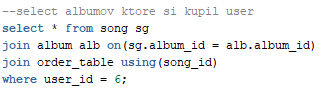 --select albumov ktore si kupil user
select * from song sg
join album alb on(sg.album_id = alb.album_id)
join order_table using(song_id)
where user_id = 6;